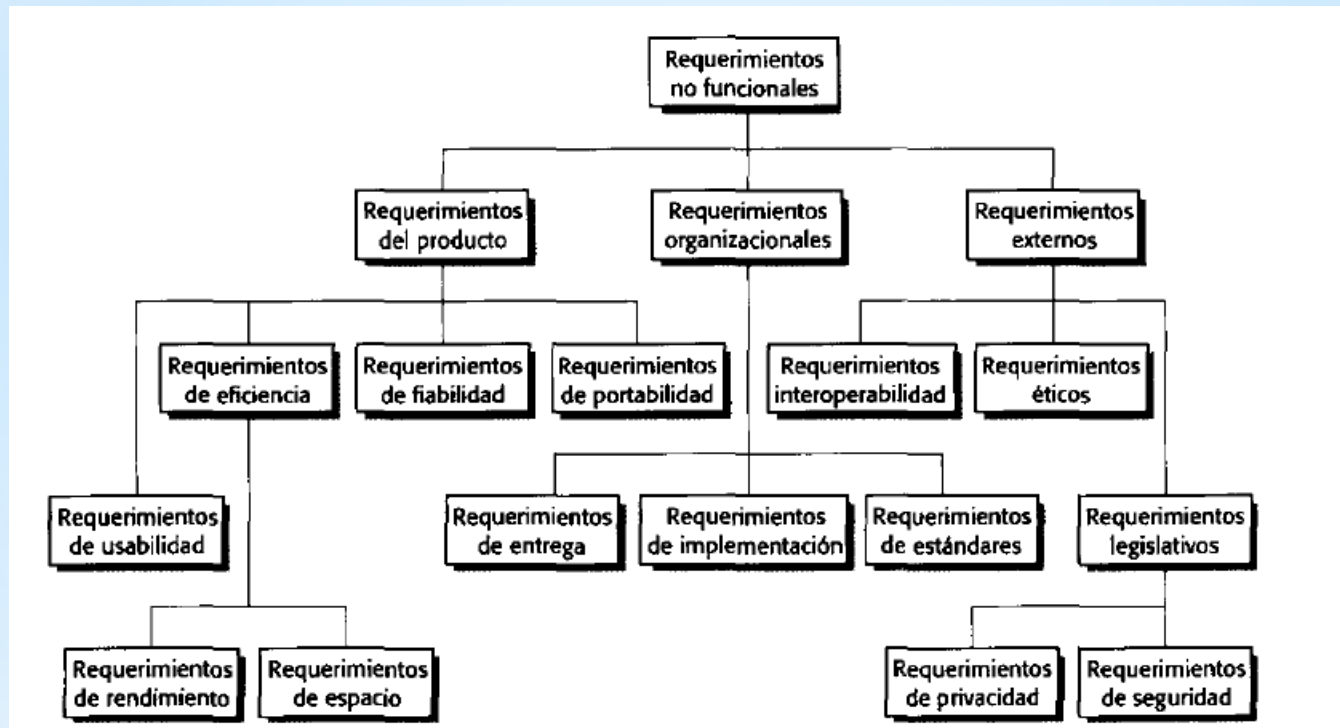 Requerimientos
no funcionales
Requerimientos
del producto
Requerimientos
organizacionales
Requerimientos
externos
Requerimientos
de eficiencia
Requerimientos
de fiabilidad
Requerimientos
de portabilidad
Requerimientos
interoperabilidad
Requerimientos
éticos
Requerimientos
de usabilidad
Requerimientos
de entrega
Requerimientos
de implementación
Requerimientos
de estándares
Requerimientos
legislativos
Requerimientos
de rendimiento
Requerimientos
de espacio
Requerimientos
de privacidad
Requerimientos
de seguridad